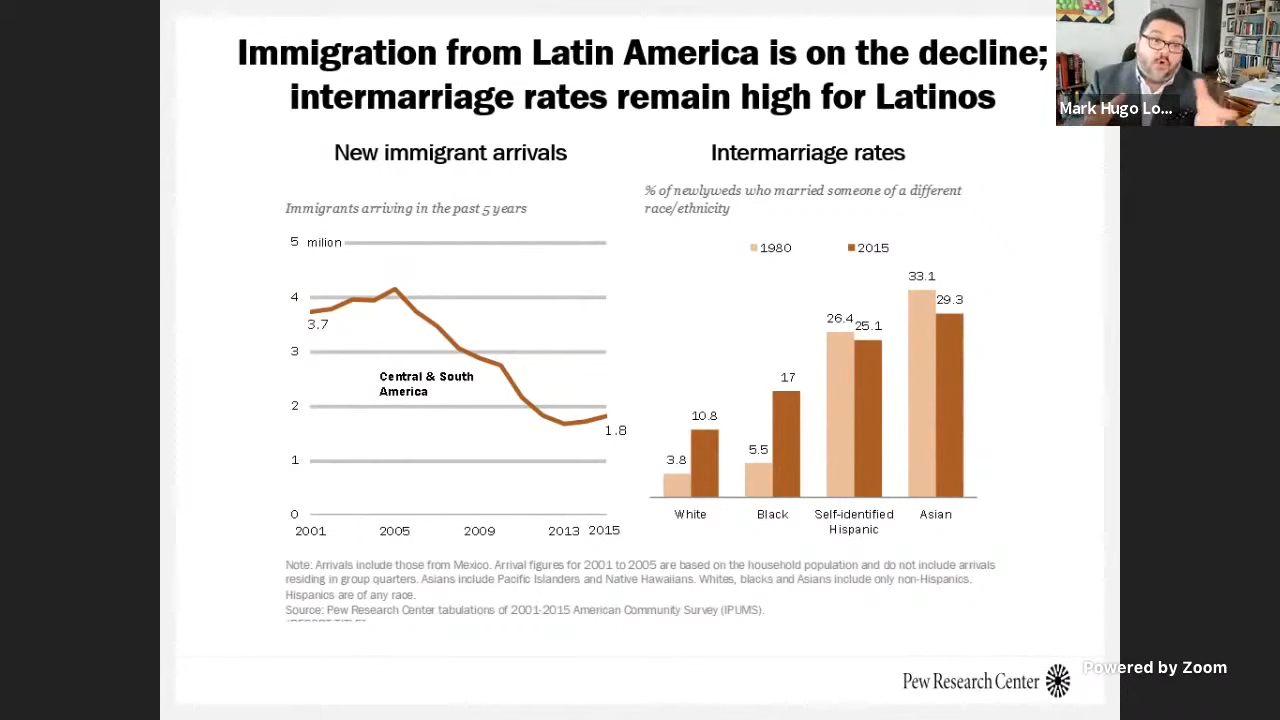 Immigration from Latin America is on the decline;
intermarriage rates remain high for Latinos
Mark Hugo Lo...
New immigrant arrivals
Immigrants arriving in the past 5 years
5 milion
4
3
2
1
0
3.7
Central & South
America
1.8
2001 2005 2009 2013 2015
Intermarriage rates
% of newlyweds who married someone of a different
race/ethnicity
1980 2015
3.8 10.8
5.5 17
26.4 25.1
33.1 29.3
White Black Self-identified Asian
Hispanic
Note: Arrivals include those from Mexico. Arrival figures for 2001 to 2005 are based on the household population and do not include arrivals
residing in group quarters. Asians include Pacific Islanders and Native Hawaiians. Whites, blacks and Asians include only non-Hispanics.
Hispanics are of any race.
Source: Pew Research Center tabulations of 2001-2015 American Community Survey (IPUMS).
Pew Research Center
Powered by Zoom